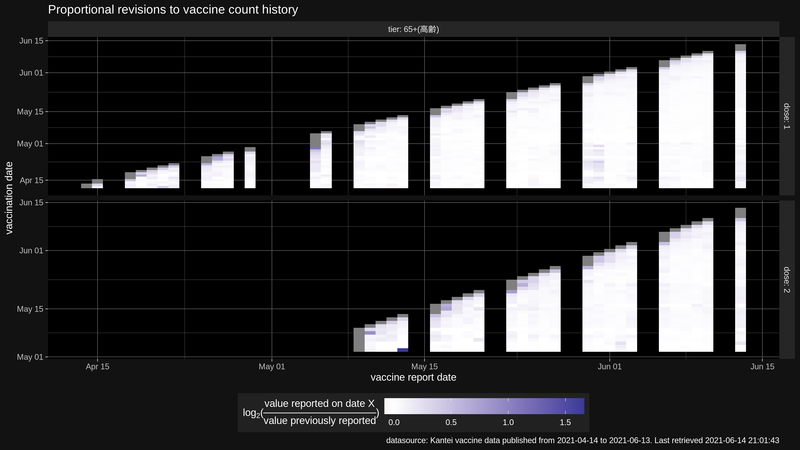 Proportional revisions to vaccine count history
tier: 65+(高齢)
Jun 15
Jun 01
May 15
May 01
Apr 15
dose: 1
Jun 15
Jun 01
May 15
May 01
dose: 2
vaccination date
Apr 15
May 01
May 15
Jun 01
Jun 15
vaccine report date
log2(value reported on date X
value previously reported)
0.0
0.5
1.0
1.5
datasource: Kantei vaccine data published from 2021-04-14 to 2021-06-13. Last retrieved 2021-06-14 21:01:43